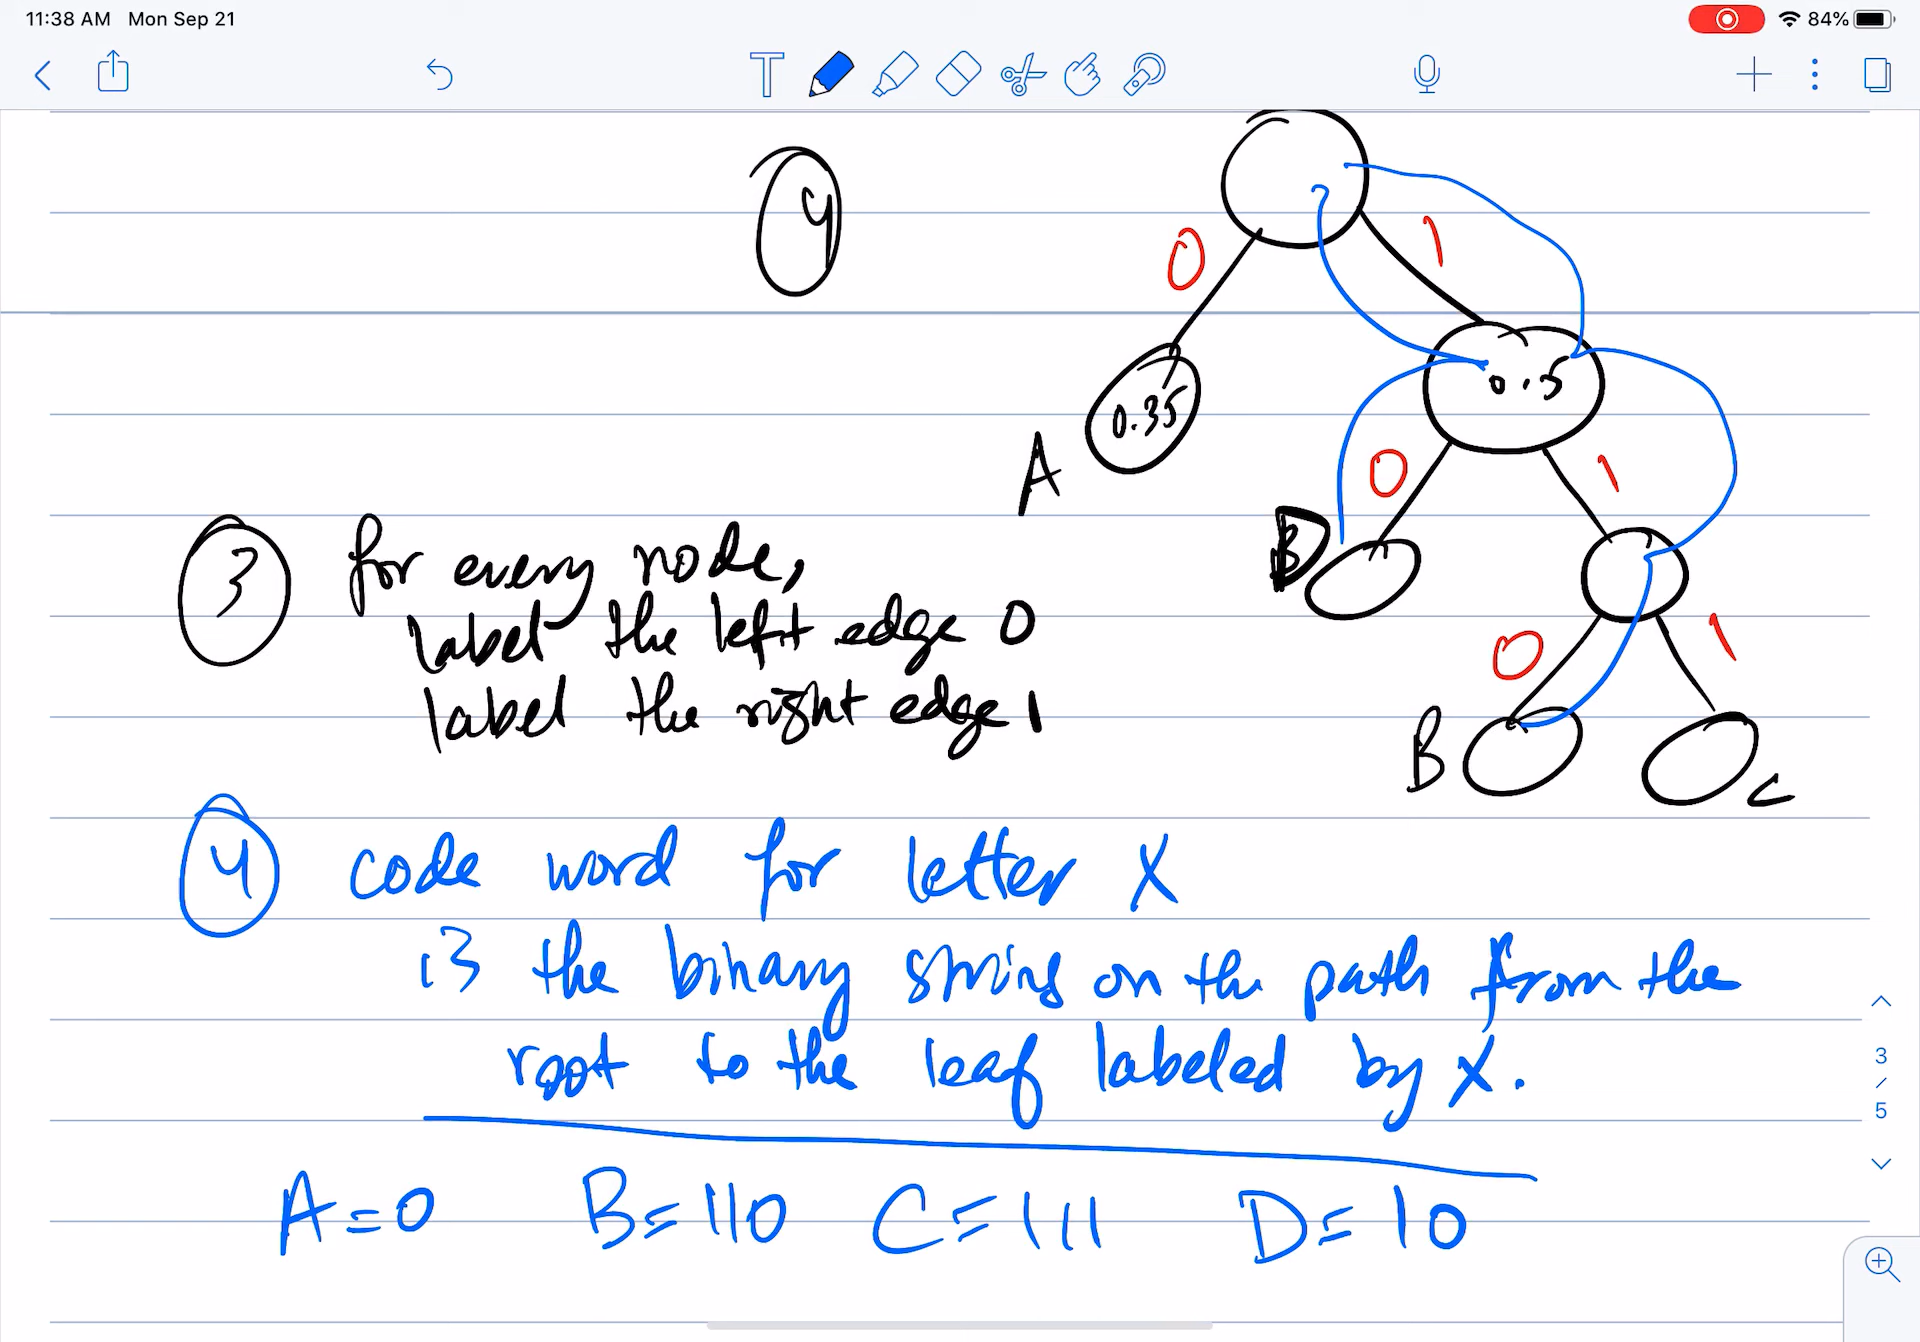 11:38 AM Mon Sep 21
84%
T
4
0
1
0.35
0.5
A
0
1
D
3 for every node,
label the left edge 0
label the right edge 1
0
1
B
C
4 code word for letter X
is the binary string on the path from the
root to the leaf labeled by X.
A=0 B=110 C=111 D=10
3
/
5